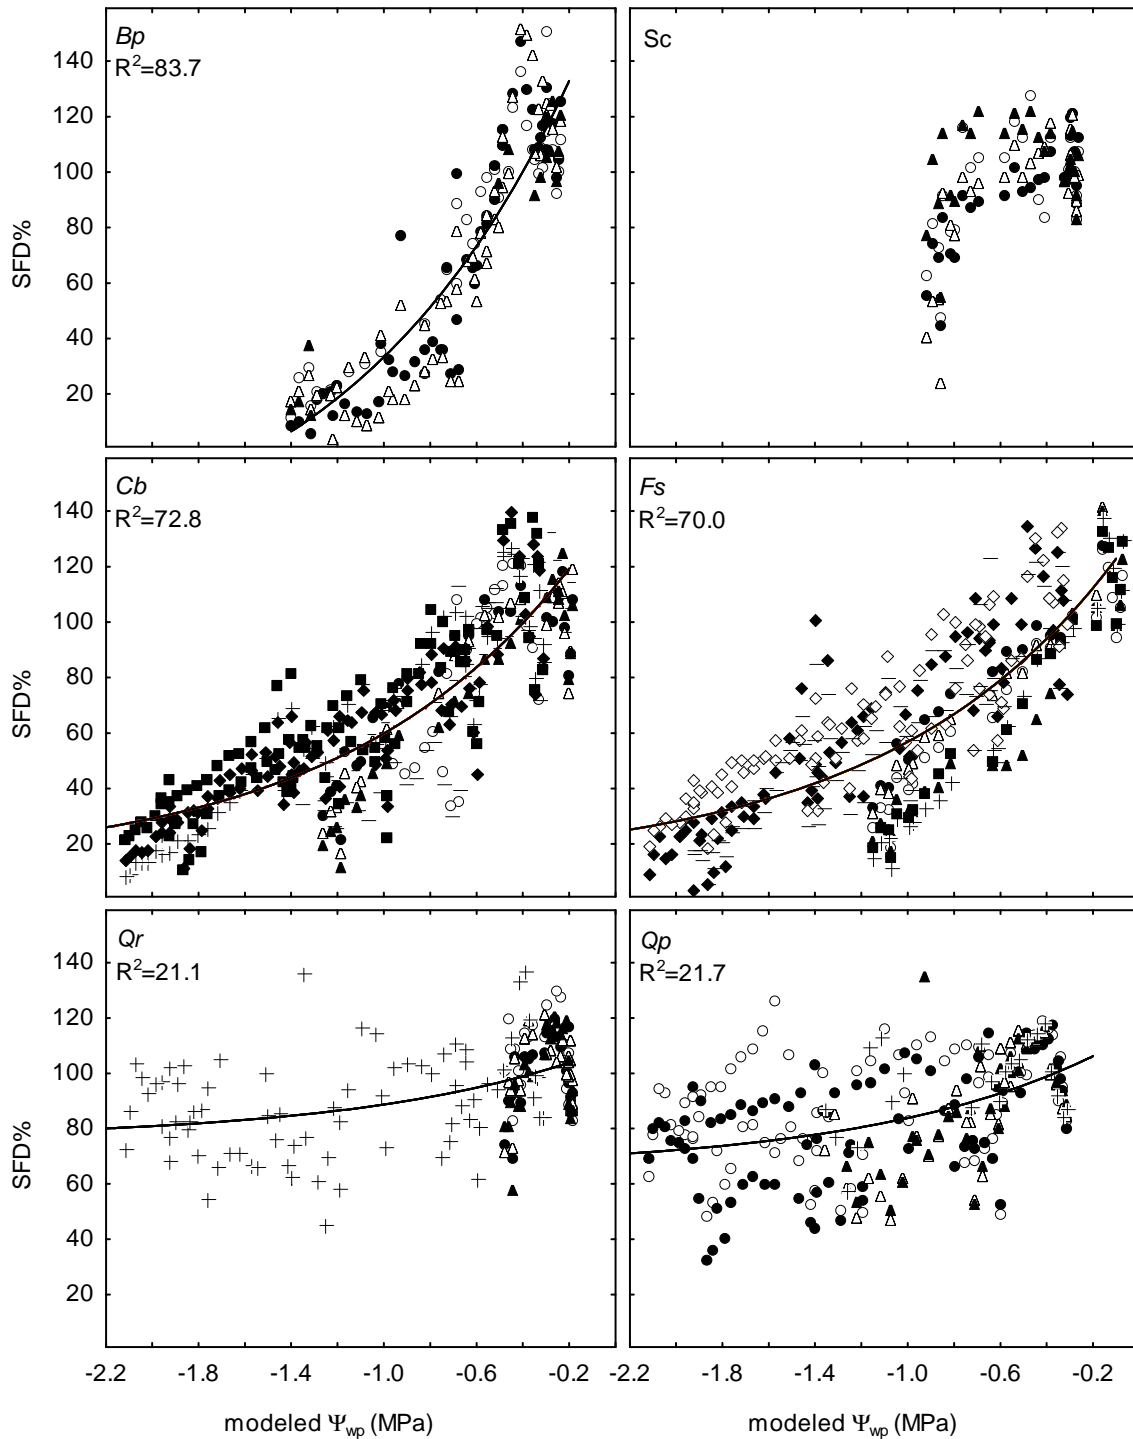 Bp
R²=83.7
Sc
140
120
100
80
60
40
20
SFD%
Cb
R²=72.8
Fs
R²=70.0
140
120
100
80
60
40
20
SFD%
Qr
R²=21.1
Qp
R²=21.7
140
120
100
80
60
40
20
SFD%
-2.2 -1.8 -1.4 -1.0 -0.6 -0.2
-2.2 -1.8 -1.4 -1.0 -0.6 -0.2
modeled Ψwp (MPa)
modeled Ψwp (MPa)